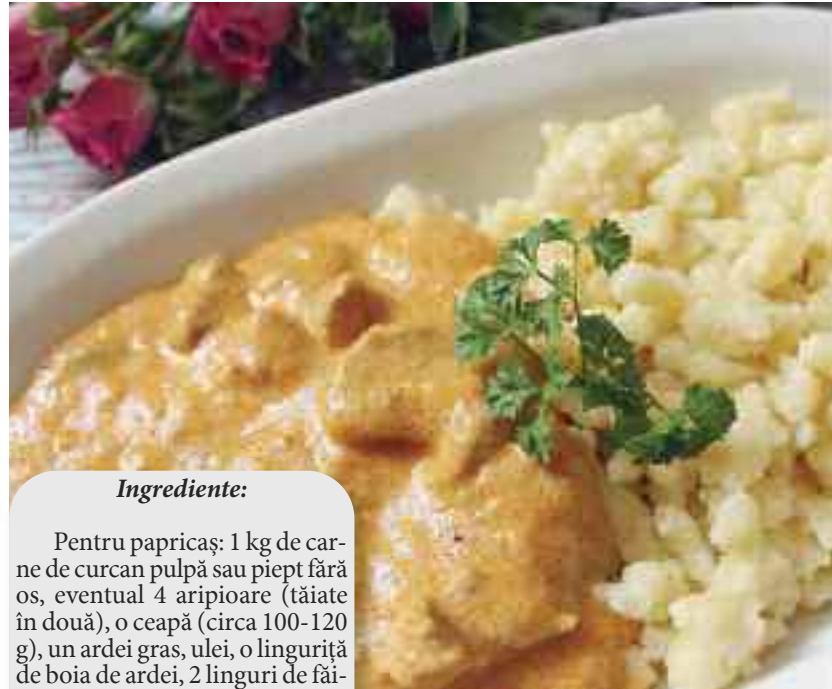 Ingrediente:
Pentru papricaș: 1 kg de car-
ne de curcan pulpă sau piept fără
os, eventual 4 aripioare (tăiate
în două), o ceapă (circa 100-120
g), un ardei gras, ulei, o linguriță
de boia de ardei, 2 linguri de făi-